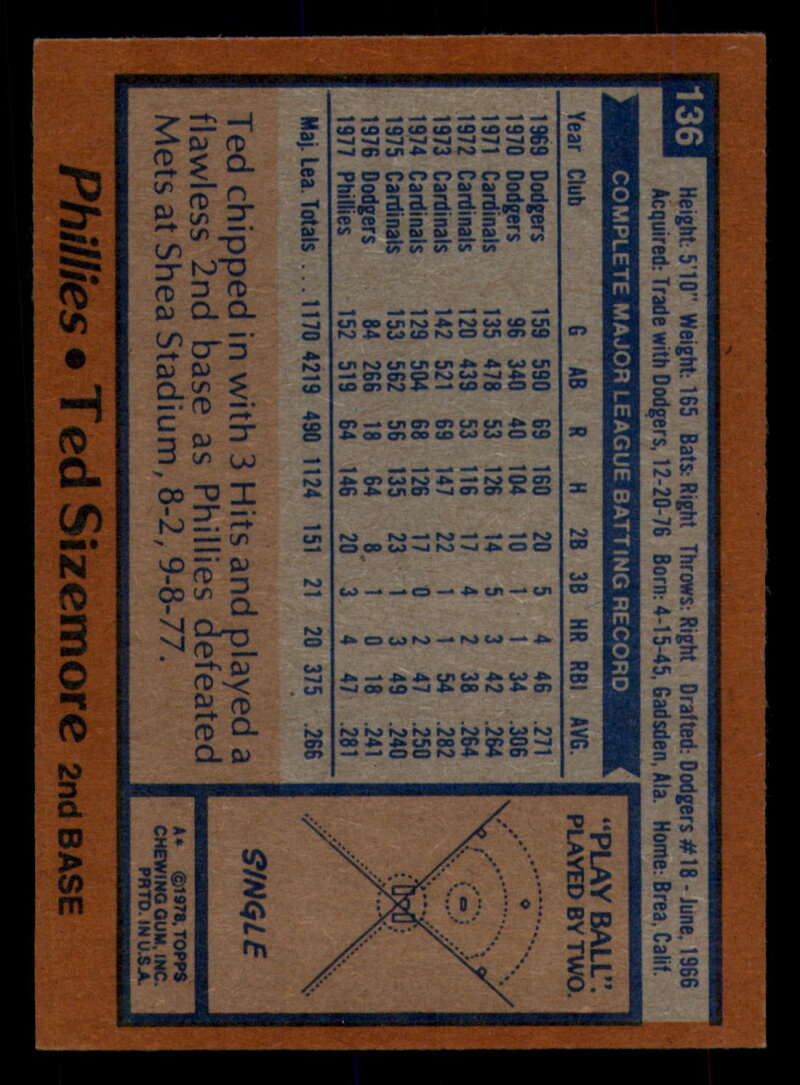 136
Height: 5'10" Weight: 165 Bats: Right Throws: Right Drafted: Dodgers #18 - June, 1966
Acquired: Trade with Dodgers, 12-20-76 Born: 4-15-45, Gadsden, Ala. Home: Brea, Calif.
COMPLETE MAJOR LEAGUE BATTING RECORD
Year Club G AB R H 2B 3B HR RBI AVG.
1969 Dodgers 159 590 69 160 20 5 4 46 .271
1970 Dodgers 96 340 40 104 10 1 1 34 .306
1971 Cardinals 135 478 53 126 14 5 3 42 .264
1972 Cardinals 120 439 53 116 17 4 2 38 .264
1973 Cardinals 142 521 69 147 22 1 1 54 .282
1974 Cardinals 129 504 68 126 17 0 2 47 .250
1975 Cardinals 153 562 56 135 23 1 3 49 .240
1976 Dodgers 84 266 18 64 8 1 0 18 .241
1977 Phillies 152 519 64 146 20 3 4 47 .281
Maj. Lea. Totals ... 1170 4219 490 1124 151 21 20 375 .266
Ted chipped in with 3 Hits and played a
flawless 2nd base as Phillies defeated
Mets at Shea Stadium, 8-2, 9-8-77.
"PLAY BALL".
PLAYED BY TWO.
SINGLE
A* ©1978, TOPPS
CHEWING GUM, INC.
PRTD. IN U.S.A.
Phillies • Ted Sizemore 2nd BASE